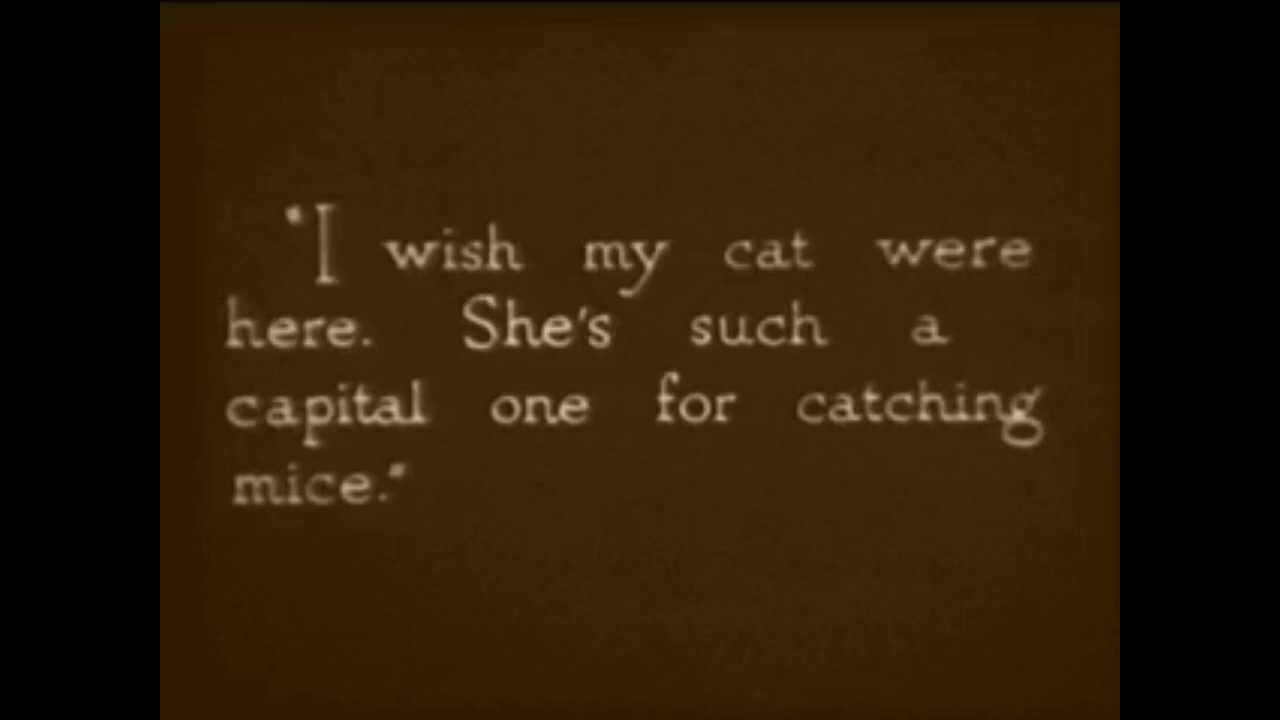 "I wish my cat were
here. She's such a
capital one for catching
mice."